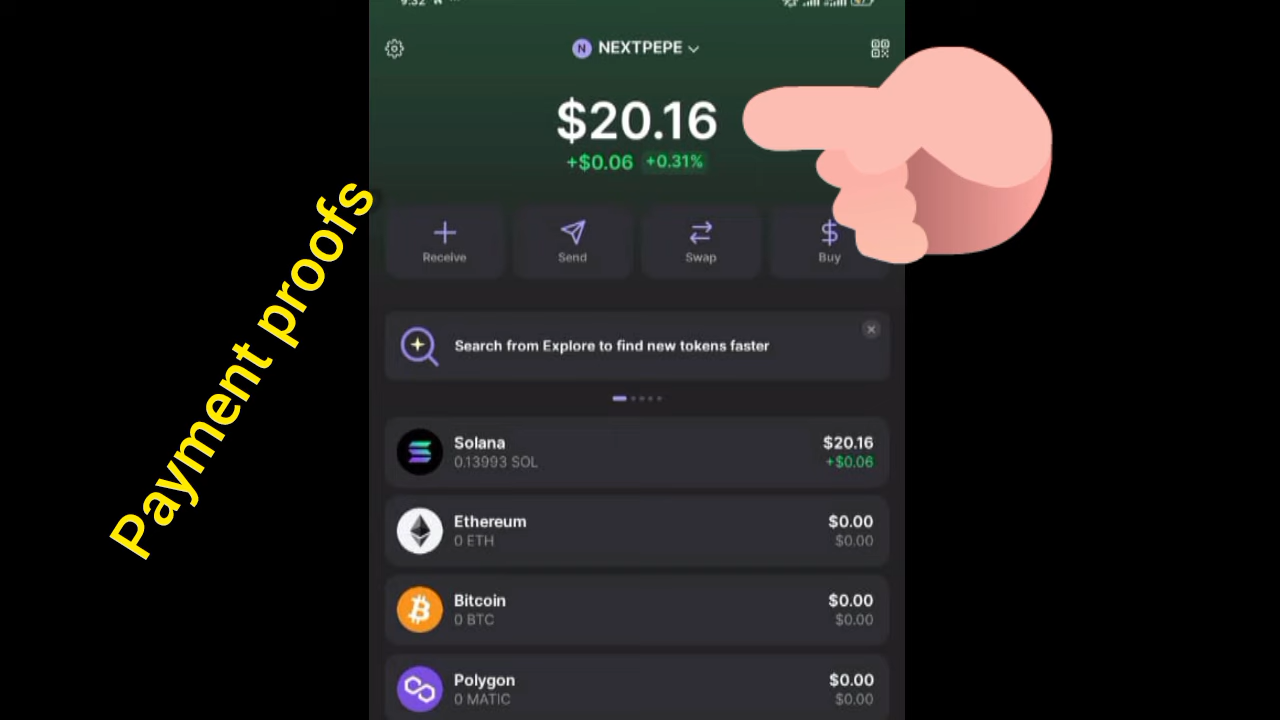 NEXTPEPE
$20.16
+$0.06 +0.31%
Receive Send Swap Buy
Search from Explore to find new tokens faster
Solana $20.16
0.13993 SOL +$0.06
Ethereum $0.00
0 ETH $0.00
Bitcoin $0.00
0 BTC $0.00
Polygon $0.00
0 MATIC $0.00
Payment proofs